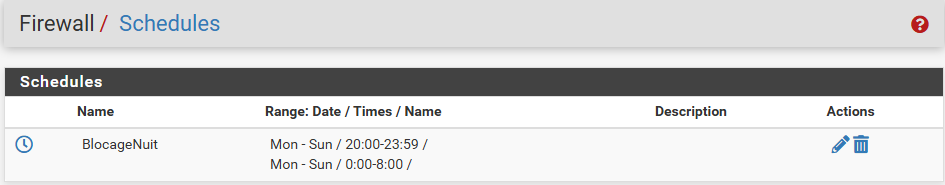 Firewall / Schedules
Schedules
Name Range: Date / Times / Name Description Actions
BlocageNuit Mon - Sun / 20:00-23:59 /
Mon - Sun / 0:00-8:00 /